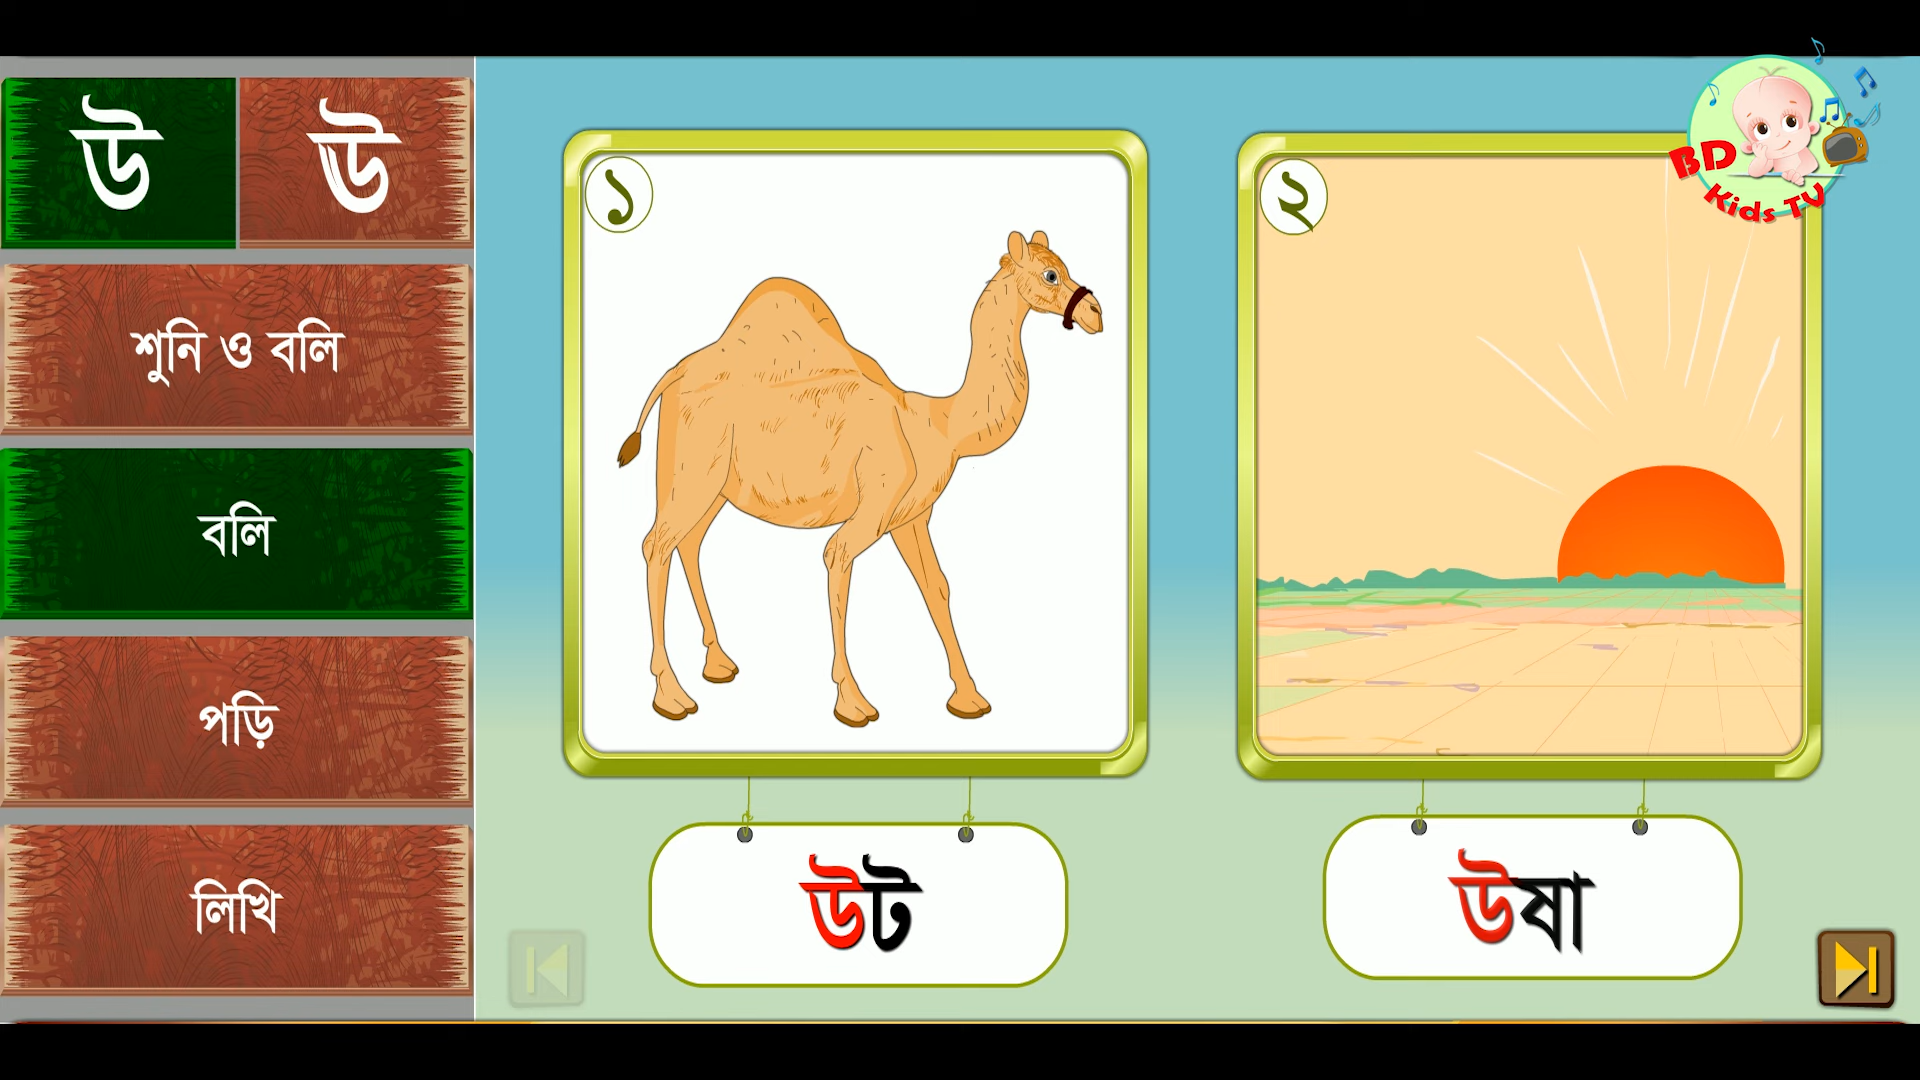 উ ঊ
শুনি ও বলি
বলি
পড়ি
লিখি
১
উট
২
উষা
BD
Kids TV